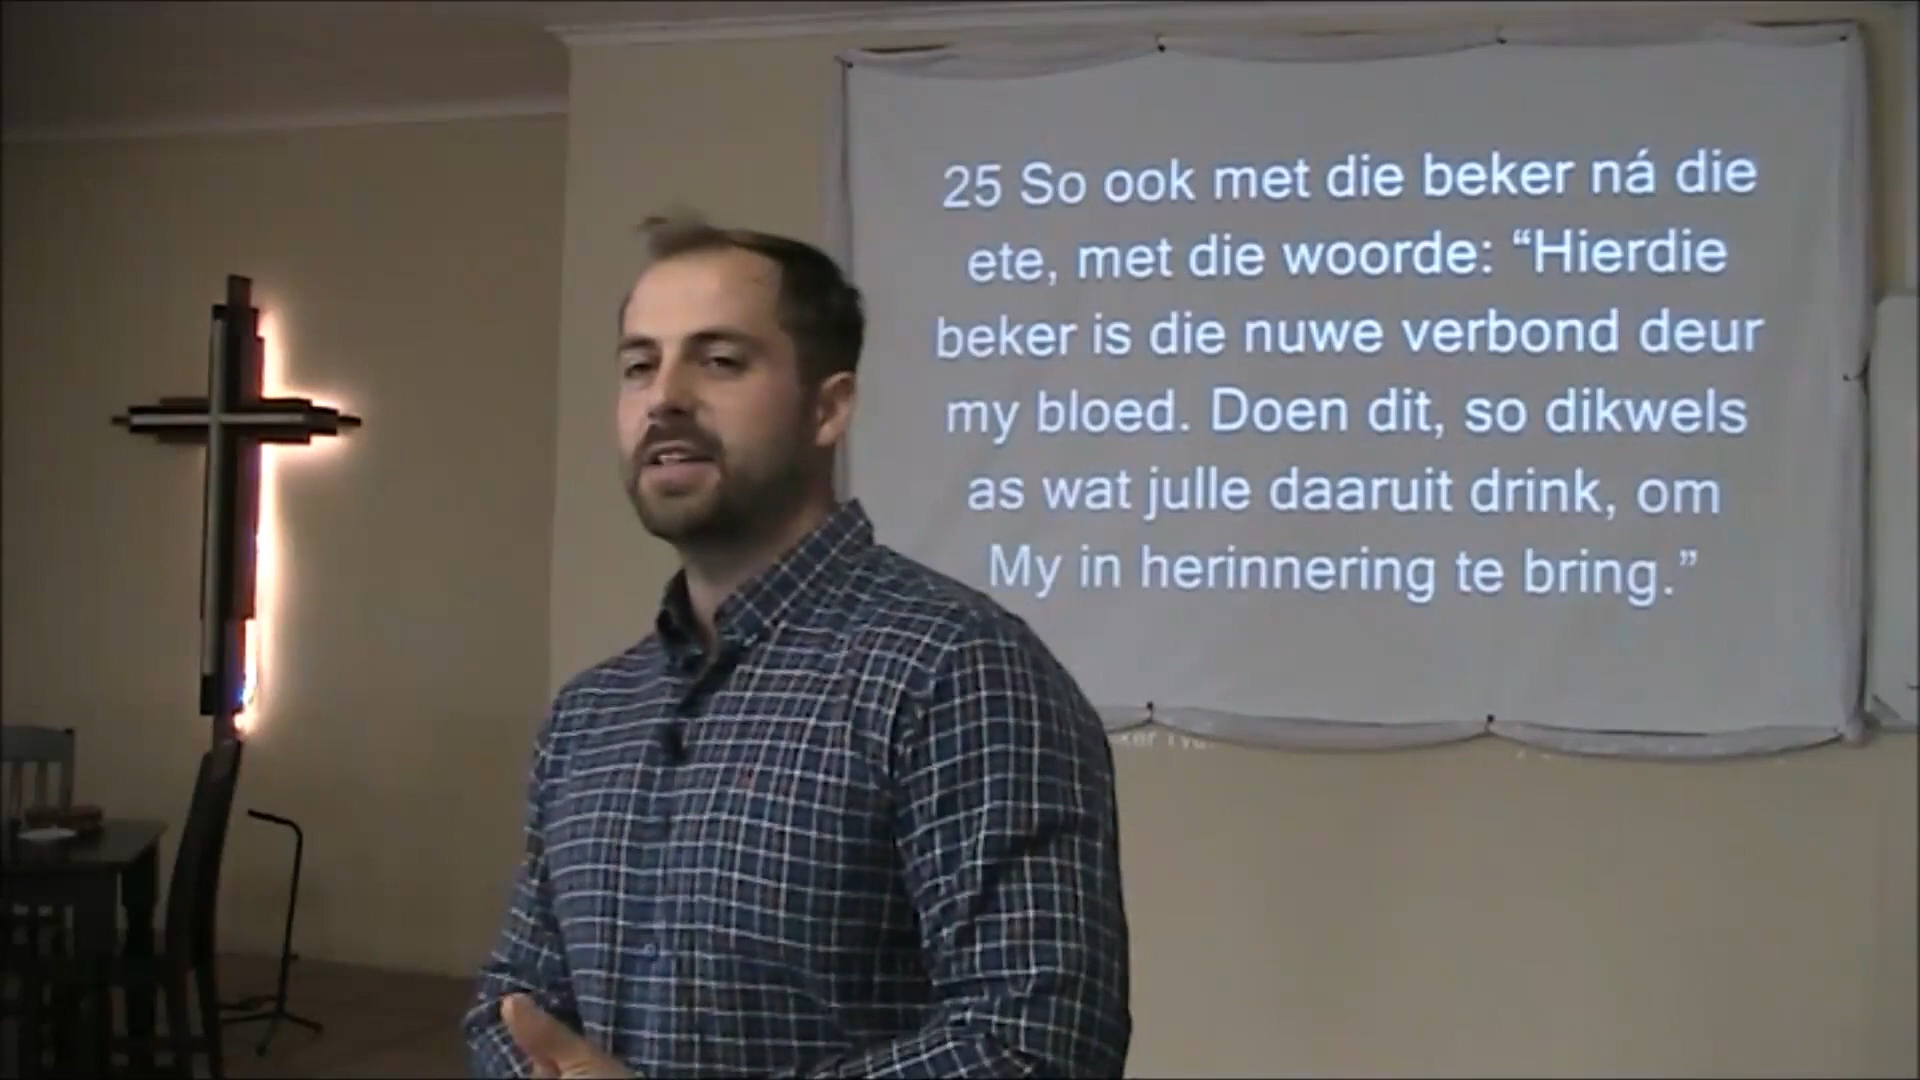 25 So ook met die beker ná die
ete, met die woorde: “Hierdie
beker is die nuwe verbond deur
my bloed. Doen dit, so dikwels
as wat julle daaruit drink, om
My in herinnering te bring.”